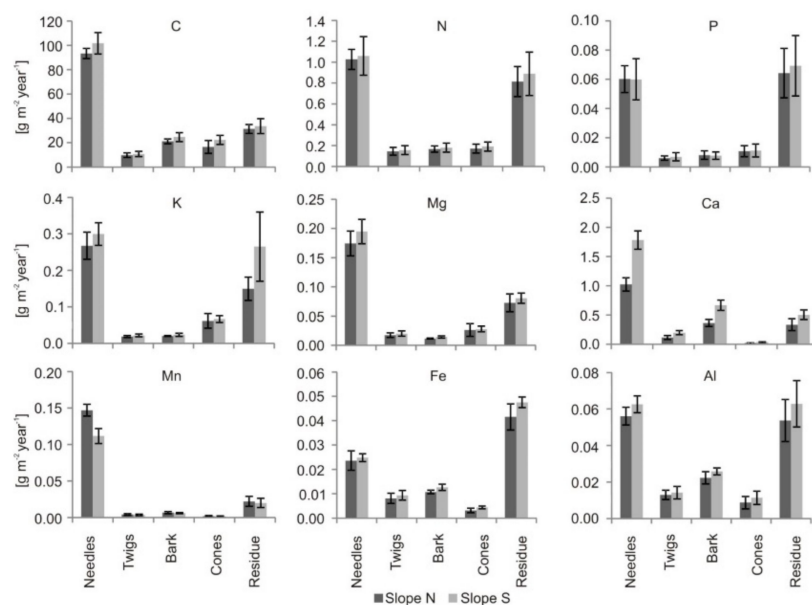 C
[g m⁻² year⁻¹]
120
100
80
60
40
20
0
N
1.4
1.2
1.0
0.8
0.6
0.4
0.2
0.0
P
0.10
0.08
0.06
0.04
0.02
0.00
K
[g m⁻² year⁻¹]
0.4
0.3
0.2
0.1
0.0
Mg
0.25
0.20
0.15
0.10
0.05
0.00
Ca
2.5
2.0
1.5
1.0
0.5
0.0
Mn
[g m⁻² year⁻¹]
0.20
0.15
0.10
0.05
0.00
Needles
Twigs
Bark
Cones
Residue
Fe
0.06
0.05
0.04
0.03
0.02
0.01
0.00
Needles
Twigs
Bark
Cones
Residue
Al
0.08
0.06
0.04
0.02
0.00
Needles
Twigs
Bark
Cones
Residue
Slope N Slope S